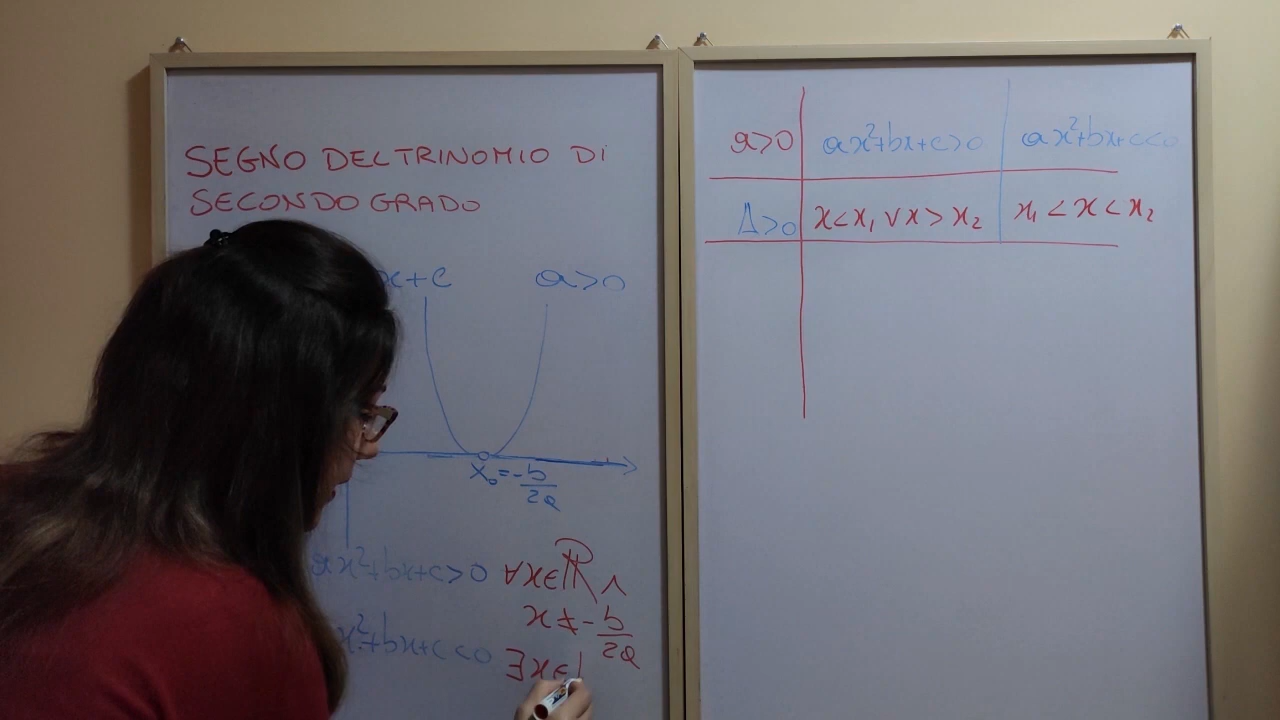 SEGNO DEL TRINOMIO DI
SECONDO GRADO
x+c a>0
x₀=-b/2a
ax²+bx+c>0 ∀x∈ℝ ∧
x≠-b/2a
x²+bx+c<0 ∃x∈
a>0 ax²+bx+c>0 ax²+bx+c<0
Δ>0 x<x₁ ∨ x>x₂ x₁<x<x₂